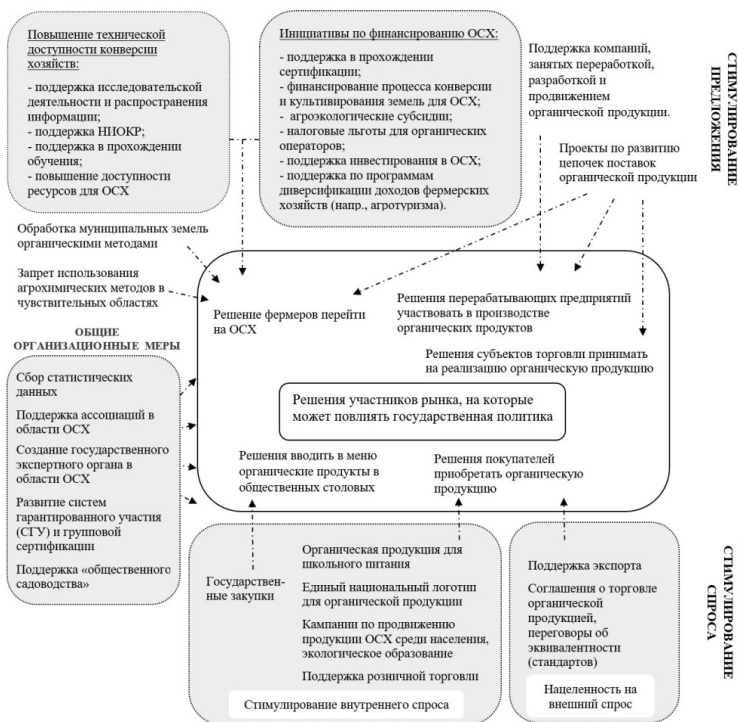 Повышение технической
доступности конверсии
хозяйств:
- поддержка исследовательской
деятельности и распространения
информации;
- поддержка НИОКР;
- поддержка в прохождении
обучения;
- повышение доступности
ресурсов для ОСХ
Инициативы по финансированию ОСХ:
- поддержка в прохождении
сертификации;
- финансирование процесса конверсии
и культивирования земель для ОСХ;
- агроэкологические субсидии;
- налоговые льготы для органических
операторов;
- поддержка инвестирования в ОСХ;
- поддержка по программам
диверсификации доходов фермерских
хозяйств (напр., агротуризма).
Поддержка компаний,
занятых переработкой,
разработкой и
продвижением
органической продукции.
Проекты по развитию
цепочек поставок
органической продукции
СТИМУЛИРОВАНИЕ
ПРЕДЛОЖЕНИЯ
Обработка муниципальных земель
органическими методами
Запрет использования
агрохимических методов в
чувствительных областях
Решение фермеров перейти
на ОСХ
Решения перерабатывающих предприятий
участвовать в производстве
органических продуктов
Решения субъектов торговли принимать
на реализацию органическую продукцию
Решения участников рынка, на которые
может повлиять государственная политика
Решения вводить в меню
органические продукты в
общественных столовых
Решения покупателей
приобретать органическую
продукцию
ОБЩИЕ
ОРГАНИЗАЦИОННЫЕ МЕРЫ
Сбор статистических
данных
Поддержка ассоциаций в
области ОСХ
Создание государственного
экспертного органа в
области ОСХ
Развитие систем
гарантированного участия
(СГУ) и групповой
сертификации
Поддержка «общественного
садоводства»
Государствен-
ные закупки
Органическая продукция для
школьного питания
Единый национальный логотип
для органической продукции
Кампании по продвижению
продукции ОСХ среди населения,
экологическое образование
Поддержка розничной торговли
Стимулирование внутреннего спроса
Поддержка экспорта
Соглашения о торговле
органической
продукцией,
переговоры об
эквивалентности
(стандартов)
Нацеленность на
внешний спрос
СТИМУЛИРОВАНИЕ
СПРОСА